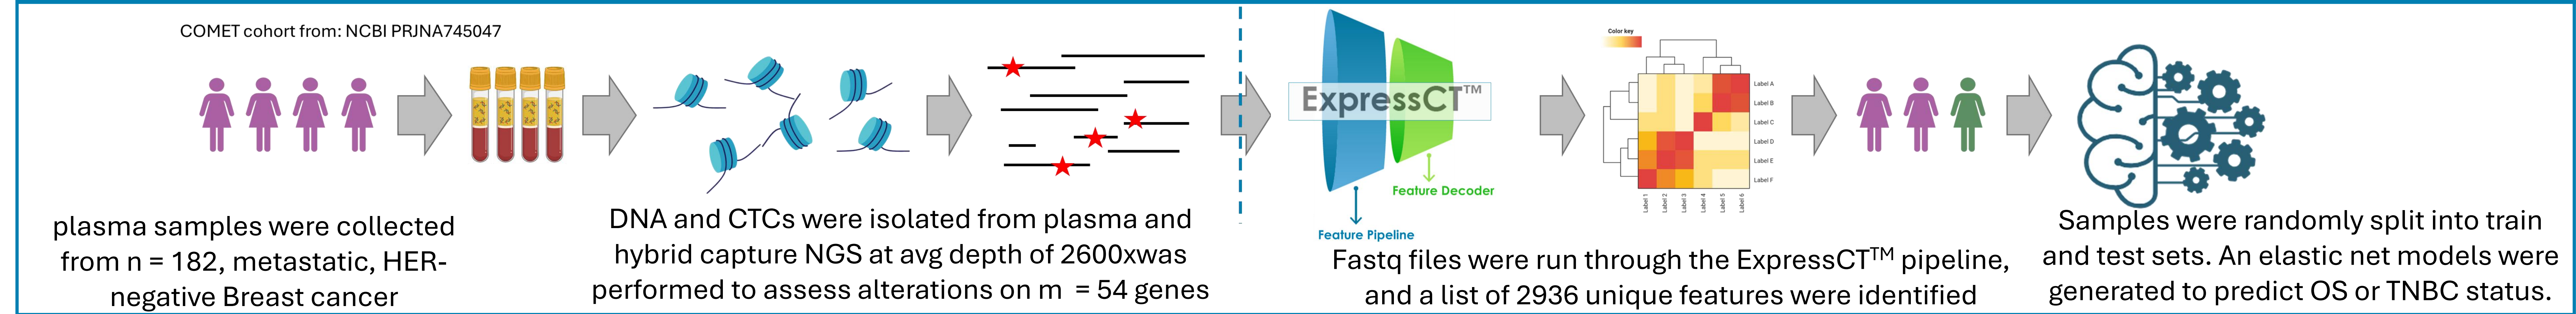 COMET cohort from: NCBI PRJNA745047
plasma samples were collected
from n = 182, metastatic, HER-
negative Breast cancer
DNA and CTCs were isolated from plasma and
hybrid capture NGS at avg depth of 2600xwas
performed to assess alterations on m  = 54 genes
ExpressCT™
Feature Decoder
Feature Pipeline
Color key
Label A
Label B
Label C
Label D
Label E
Label F
Label 1
Label 2
Label 3
Label 4
Label 5
Label 6
Fastq files were run through the ExpressCT™ pipeline,
and a list of 2936 unique features were identified
Samples were randomly split into train
and test sets. An elastic net models were
generated to predict OS or TNBC status.